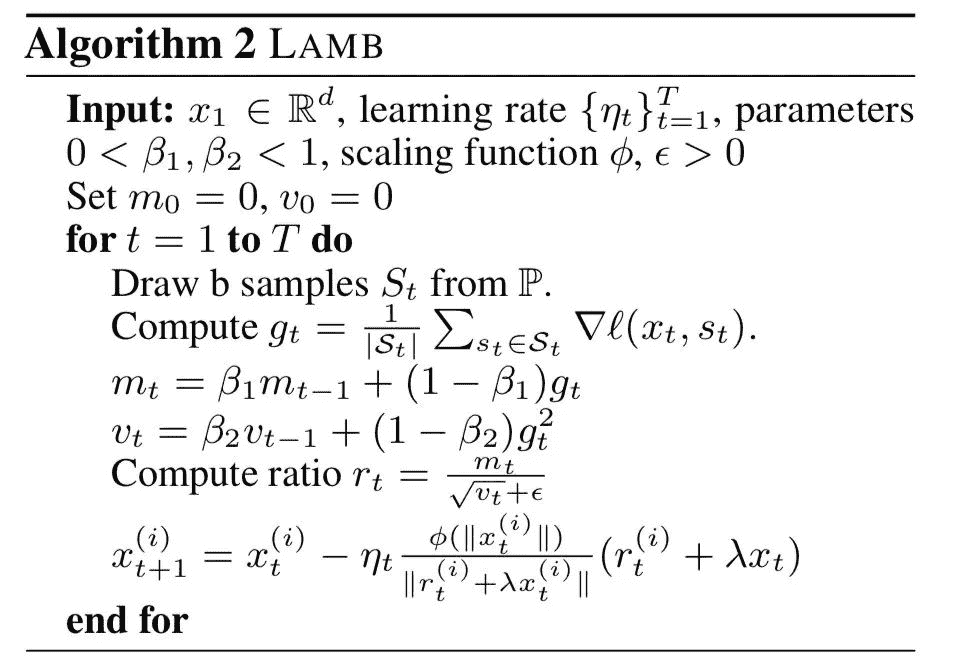 Algorithm 2 LAMB
Input: $x_1 \in \mathbb{R}^d$, learning rate $\{\eta_t\}_{t=1}^T$, parameters
$0 < \beta_1, \beta_2 < 1$, scaling function $\phi$, $\epsilon > 0$
Set $m_0 = 0$, $v_0 = 0$
for $t = 1$ to $T$ do
Draw b samples $S_t$ from $\mathbb{P}$.
Compute $g_t = \frac{1}{|\mathcal{S}_t|} \sum_{s_t \in \mathcal{S}_t} \nabla \ell(x_t, s_t)$.
$m_t = \beta_1 m_{t-1} + (1 - \beta_1) g_t$
$v_t = \beta_2 v_{t-1} + (1 - \beta_2) g_t^2$
Compute ratio $r_t = \frac{m_t}{\sqrt{v_t} + \epsilon}$
$x_{t+1}^{(i)} = x_t^{(i)} - \eta_t \frac{\phi(\|x_t^{(i)}\|)}{\|r_t^{(i)} + \lambda x_t^{(i)}\|} (r_t^{(i)} + \lambda x_t)$
end for